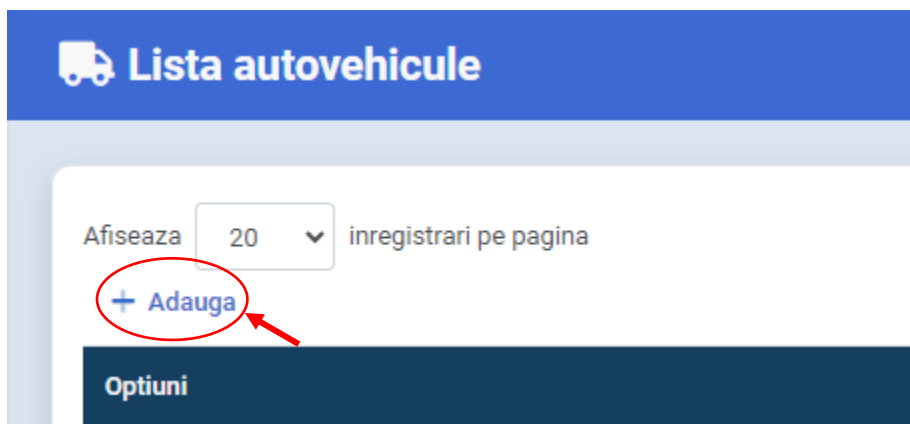 Lista autovehicule
Afiseaza 20 inregistrari pe pagina
+ Adauga
Optiuni